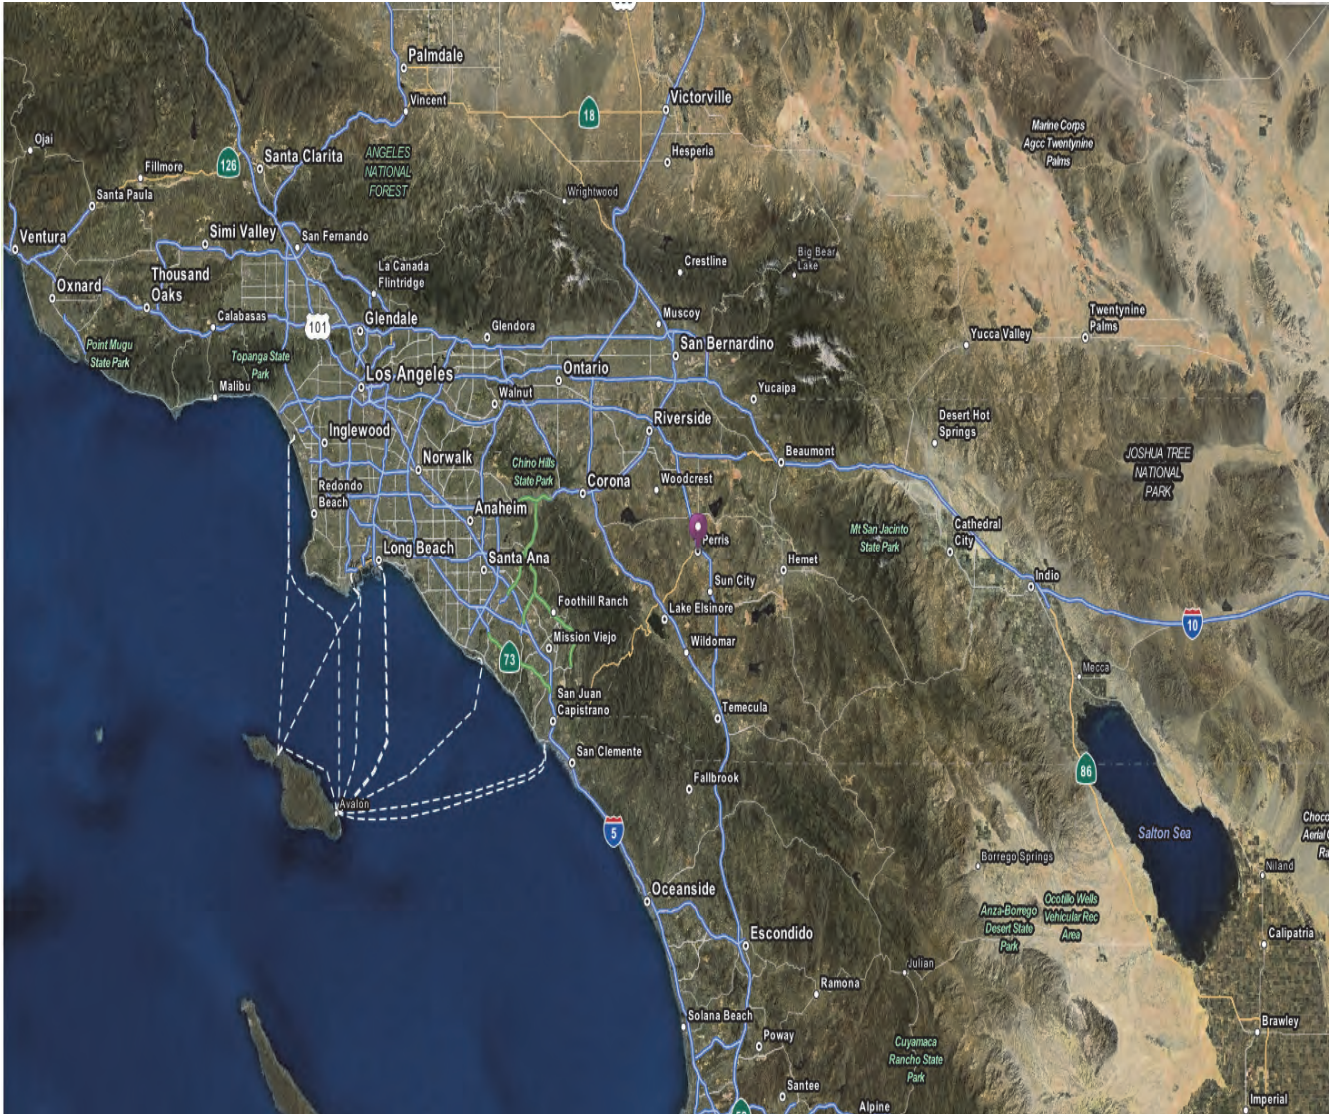 Palmdale
Vincent
18
Victorville
Hesperia
Marine Corps
Agcc Twentynine
Palms
Ojai
Fillmore
126
Santa Clarita
ANGELES
NATIONAL
FOREST
Santa Paula
Wrightwood
Ventura
Simi Valley
San Fernando
Oxnard
Thousand
Oaks
La Canada
Flintridge
Crestline
Big Bear
Lake
Calabasas
101
Glendale
Glendora
Muscoy
Twentynine
Palms
Yucca Valley
Point Mugu
State Park
Topanga State
Park
San Bernardino
Malibu
Los Angeles
Ontario
Walnut
Yucaipa
Inglewood
Riverside
Desert Hot
Springs
Norwalk
Chino Hills
State Park
Beaumont
JOSHUA TREE
NATIONAL
PARK
Redondo
Beach
Corona
Woodcrest
Anaheim
Mt San Jacinto
State Park
Cathedral
City
Long Beach
Santa Ana
Perris
Hemet
Sun City
Indio
Foothill Ranch
Lake Elsinore
10
Mission Viejo
Wildomar
73
Mecca
San Juan
Capistrano
Temecula
San Clemente
Fallbrook
86
Avalon
5
Salton Sea
Choco
Aerial
Ra
Borrego Springs
Niland
Oceanside
Anza-Borrego
Desert State
Park
Ocotillo Wells
Vehicular Rec
Area
Escondido
Calipatria
Julian
Ramona
Solana Beach
Poway
Brawley
Cuyamaca
Rancho State
Park
Santee
Alpine
Imperial